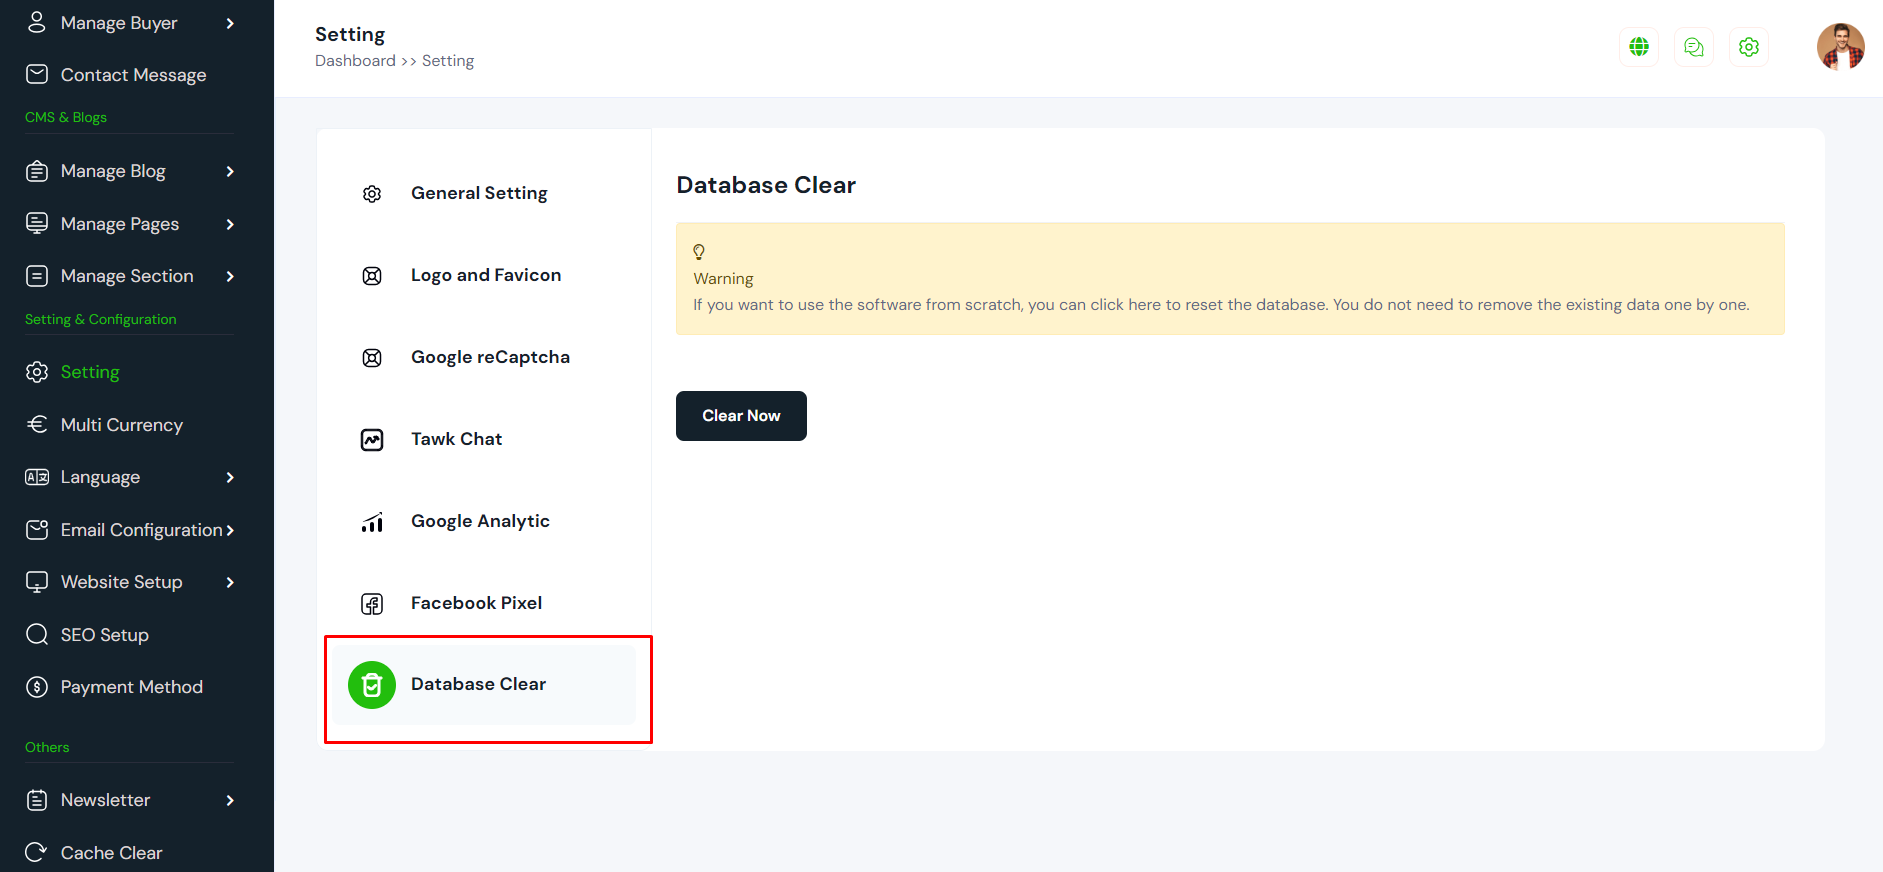 Manage Buyer
Contact Message
CMS & Blogs
Manage Blog
Manage Pages
Manage Section
Setting & Configuration
Setting
Multi Currency
Language
Email Configuration
Website Setup
SEO Setup
Payment Method
Others
Newsletter
Cache Clear
Setting
Dashboard >> Setting
General Setting
Logo and Favicon
Google reCaptcha
Tawk Chat
Google Analytic
Facebook Pixel
Database Clear
Database Clear
Warning
If you want to use the software from scratch, you can click here to reset the database. You do not need to remove the existing data one by one.
Clear Now